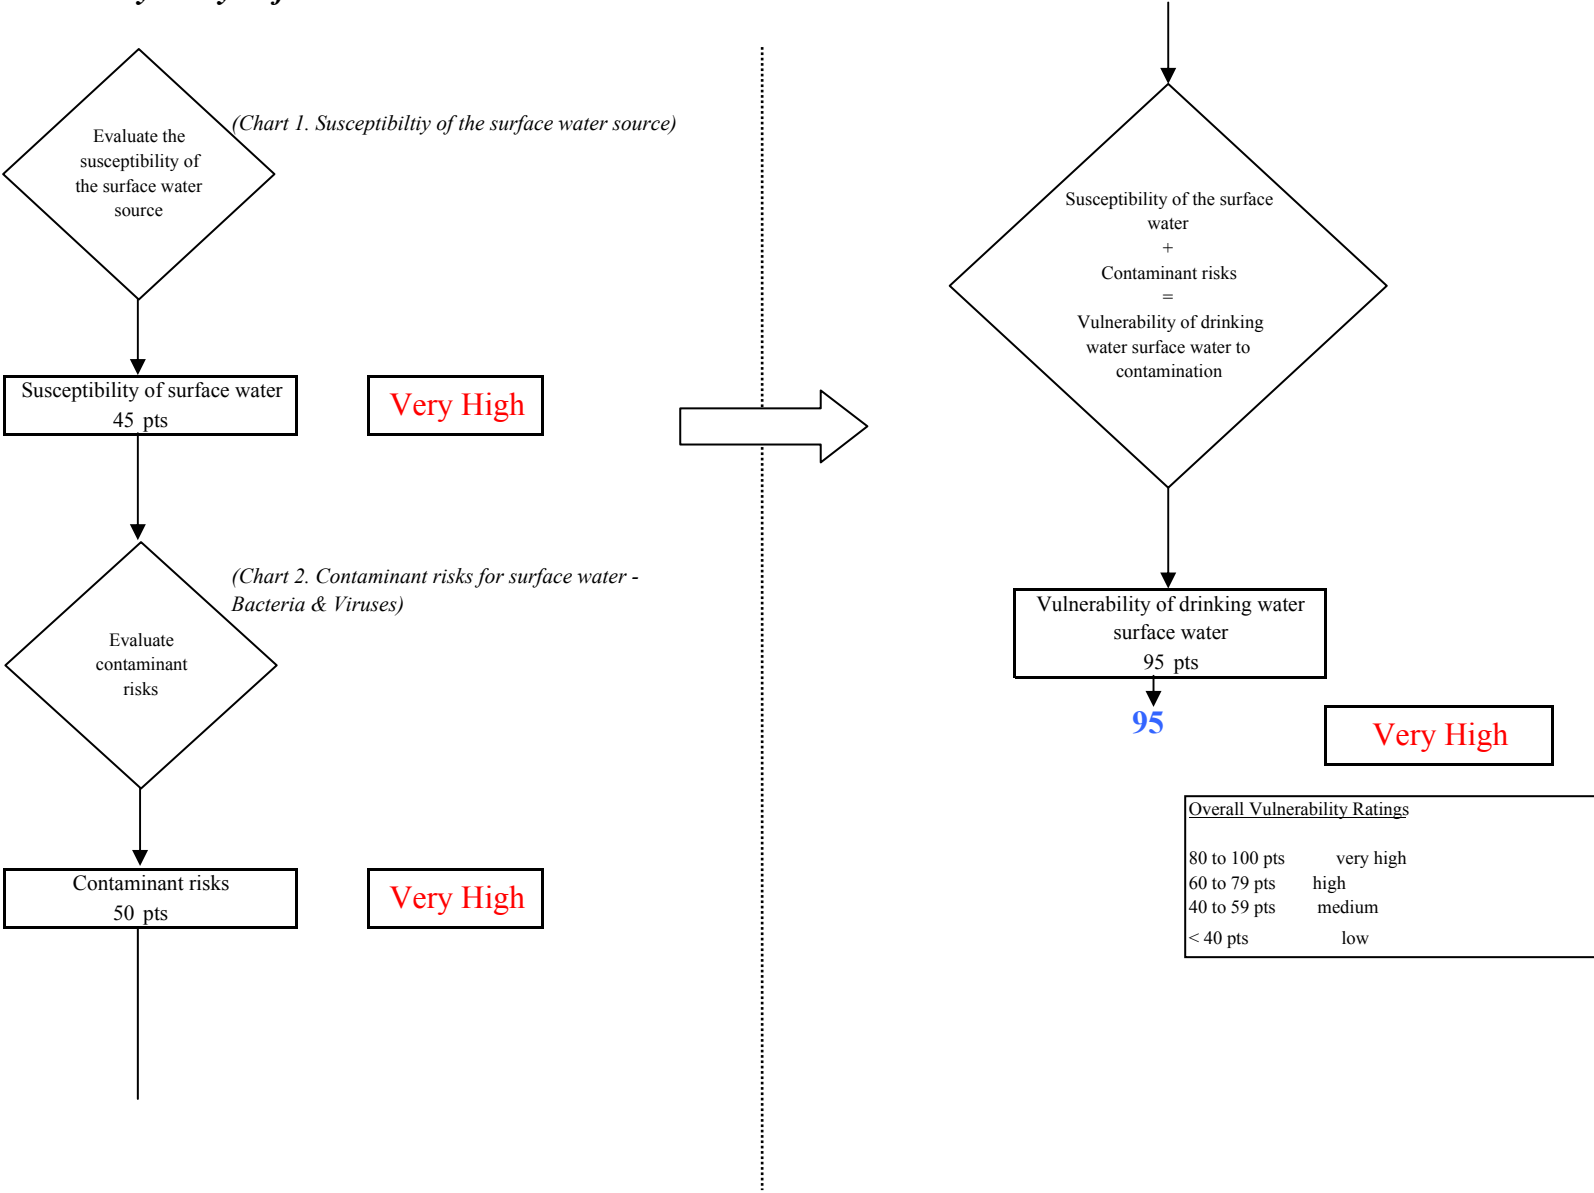 (Chart 1. Susceptibiltiy of the surface water source)
Evaluate the
susceptibility of
the surface water
source
Susceptibility of surface water
45 pts
Very High
(Chart 2. Contaminant risks for surface water -
Bacteria & Viruses)
Evaluate
contaminant
risks
Contaminant risks
50 pts
Very High
Susceptibility of the surface
water
+
Contaminant risks
=
Vulnerability of drinking
water surface water to
contamination
Vulnerability of drinking water
surface water
95 pts
95
Very High
Overall Vulnerability Ratings
80 to 100 pts very high
60 to 79 pts high
40 to 59 pts medium
< 40 pts low